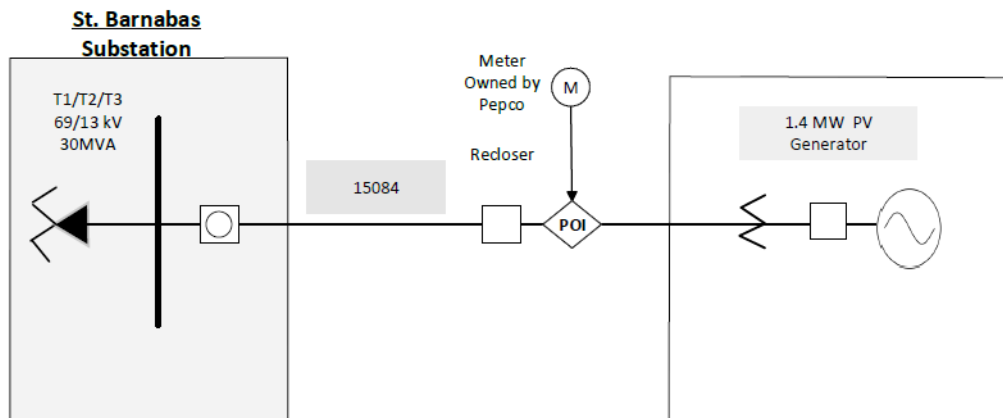 St. Barnabas
Substation
T1/T2/T3
69/13 kV
30MVA
15084
Meter
Owned by
Pepco
M
Recloser
POI
1.4 MW PV
Generator